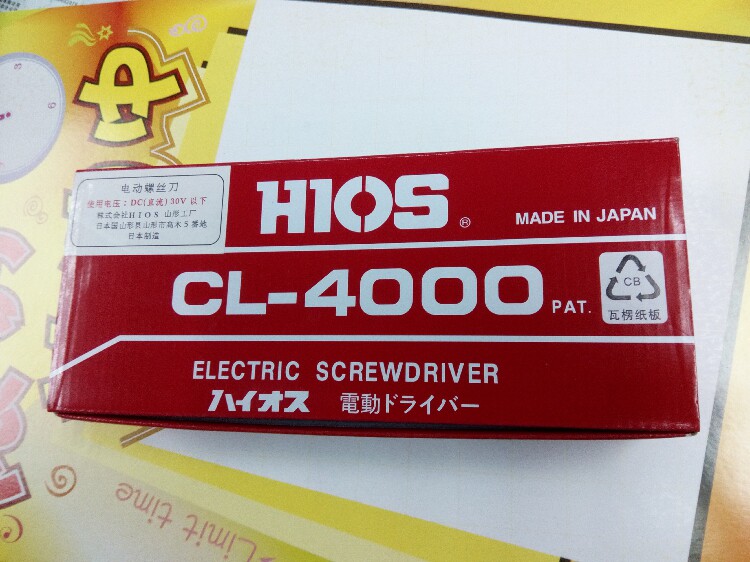 电动螺丝刀
使用电压：DC(直流)30V 以下
株式会社HIOS 山形工厂
日本国山形县山形市高木5番地
日本制造
HIOS ®
MADE IN JAPAN
CL-4000 PAT.
CB
瓦楞纸板
ELECTRIC SCREWDRIVER
ハイオス 電動ドライバー
Limit time